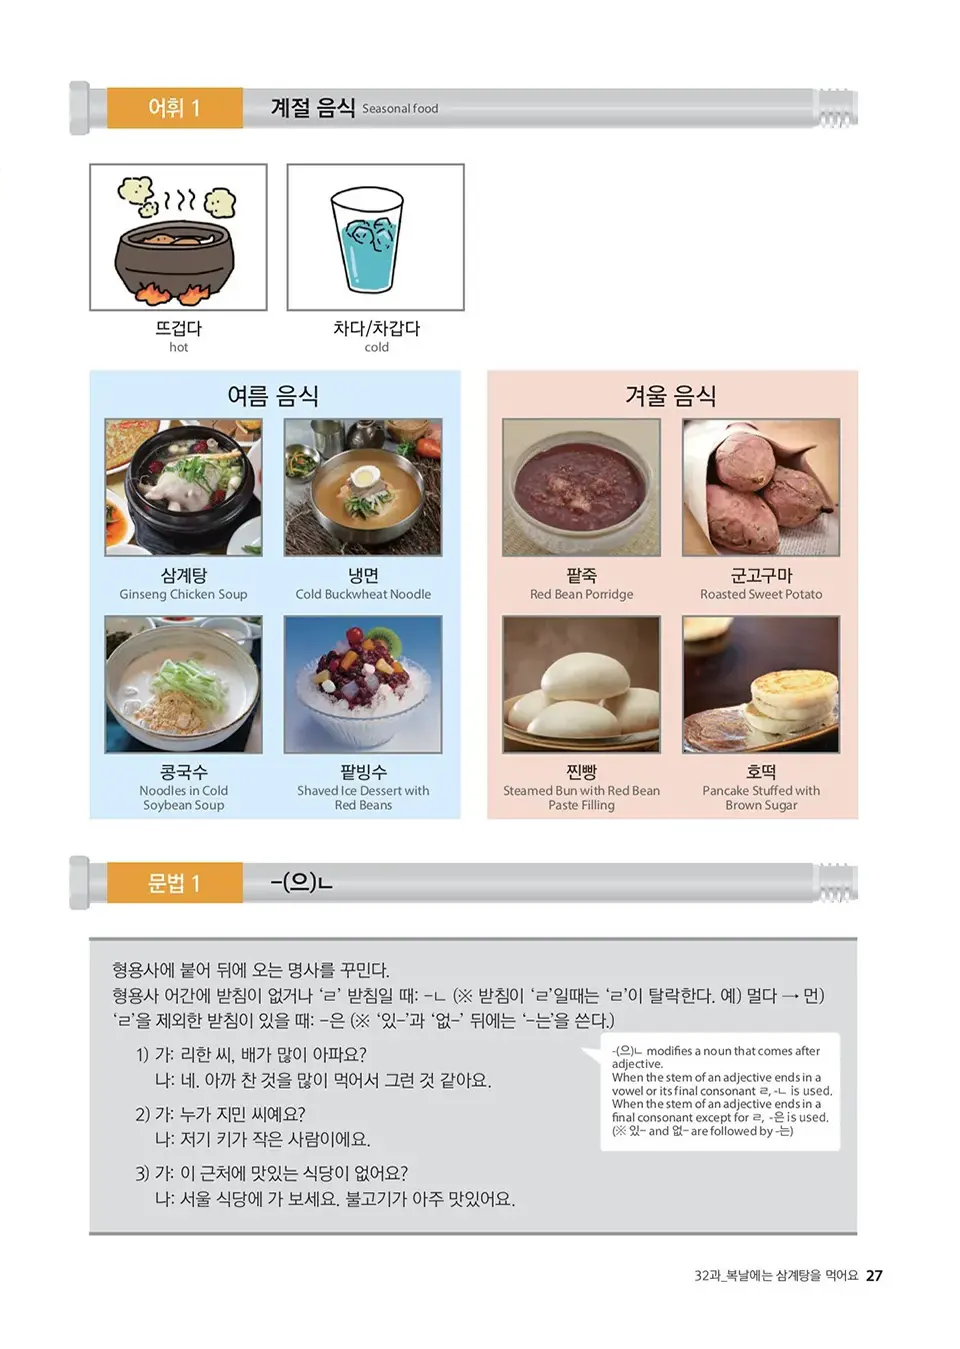 어휘 1
계절 음식 Seasonal food
뜨겁다
hot
차다/차갑다
cold
여름 음식
삼계탕
Ginseng Chicken Soup
냉면
Cold Buckwheat Noodle
콩국수
Noodles in Cold
Soybean Soup
팥빙수
Shaved Ice Dessert with
Red Beans
겨울 음식
팥죽
Red Bean Porridge
군고구마
Roasted Sweet Potato
찐빵
Steamed Bun with Red Bean
Paste Filling
호떡
Pancake Stuffed with
Brown Sugar
문법 1
-(으)ㄴ
형용사에 붙어 뒤에 오는 명사를 꾸민다.
형용사 어간에 받침이 없거나 ‘ㄹ’ 받침일 때: -ㄴ (※ 받침이 ‘ㄹ’일때는 ‘ㄹ’이 탈락한다. 예) 멀다 → 먼)
‘ㄹ’을 제외한 받침이 있을 때: -은 (※ ‘있-’과 ‘없-’ 뒤에는 ‘-는’을 쓴다.)
1) 가: 리한 씨, 배가 많이 아파요?
나: 네. 아까 찬 것을 많이 먹어서 그런 것 같아요.
2) 가: 누가 지민 씨예요?
나: 저기 키가 작은 사람이에요.
3) 가: 이 근처에 맛있는 식당이 없어요?
나: 서울 식당에 가 보세요. 불고기가 아주 맛있어요.
-(으)ㄴ modifies a noun that comes after
adjective.
When the stem of an adjective ends in a
vowel or its final consonant ㄹ, -ㄴ is used.
When the stem of an adjective ends in a
final consonant except for ㄹ, -은 is used.
(※ 있- and 없- are followed by -는)
32과_복날에는 삼계탕을 먹어요 27